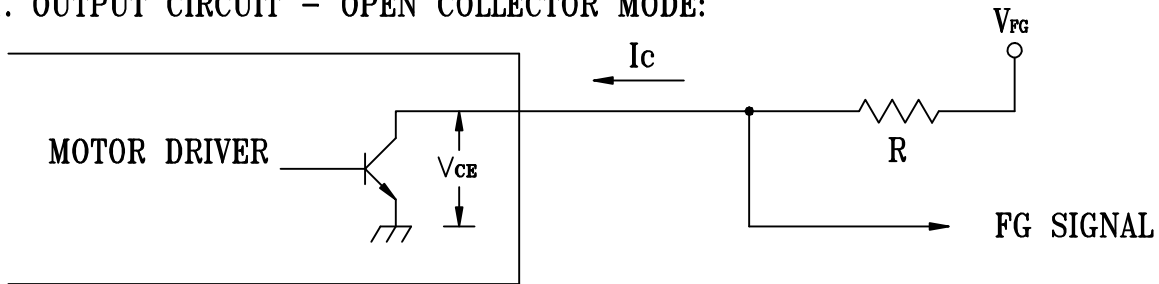 . OUTPUT CIRCUIT - OPEN COLLECTOR MODE:
VFG
Ic
MOTOR DRIVER
VCE
R
FG SIGNAL